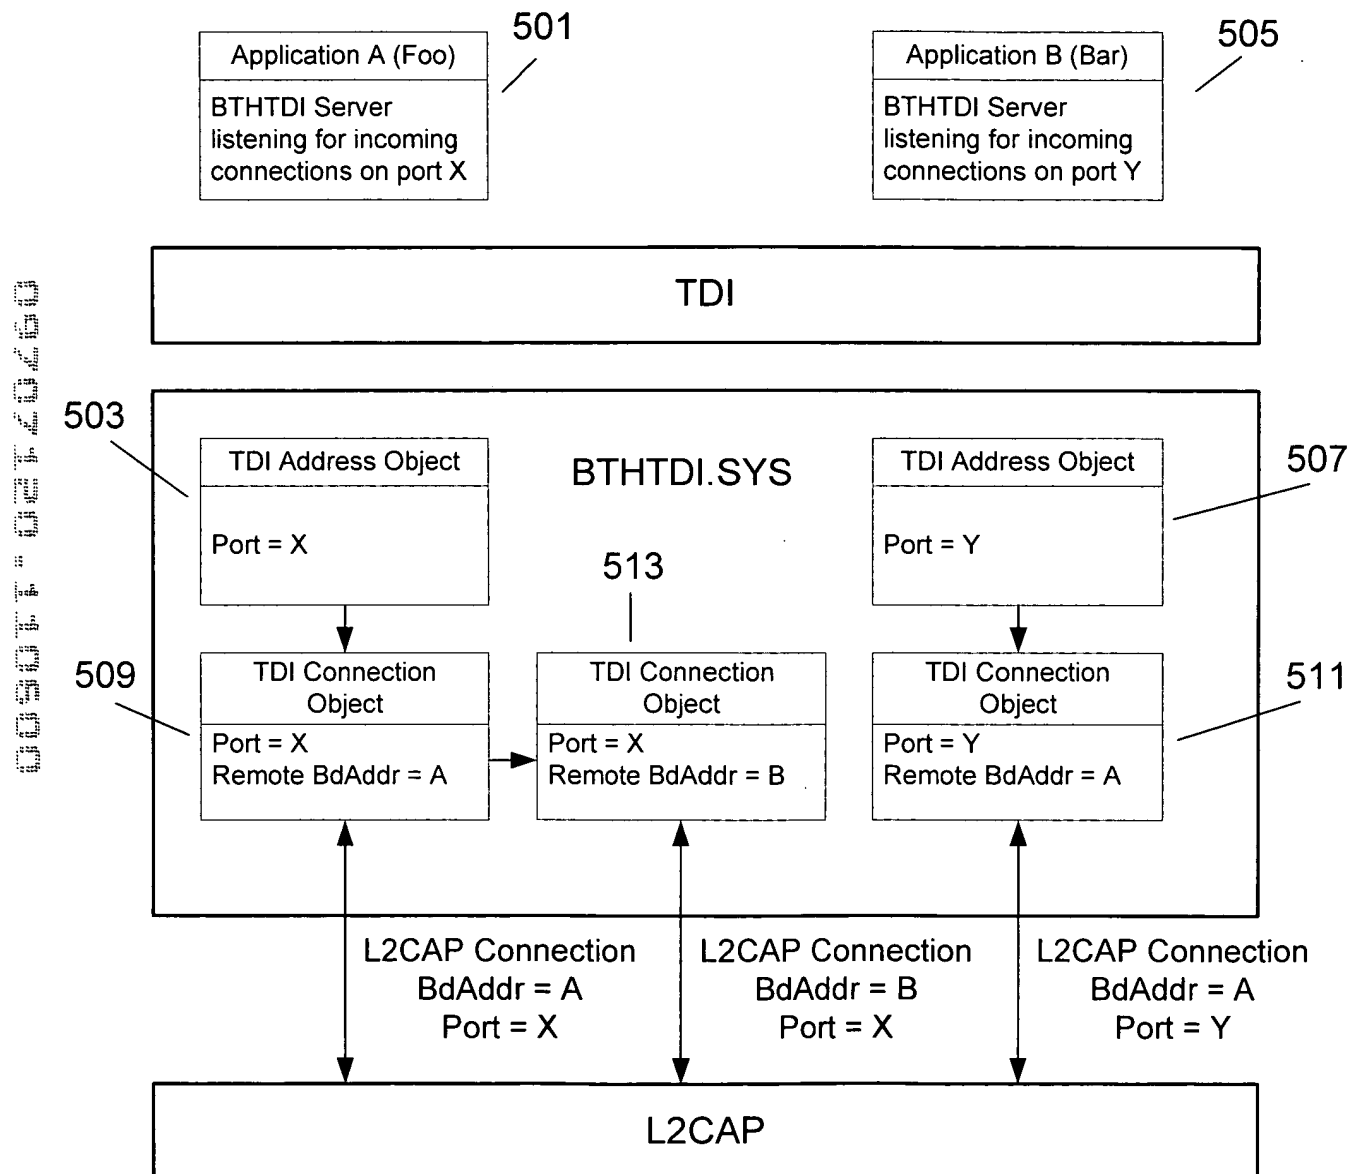 501
505
Application A (Foo)
BTHTDI Server
listening for incoming
connections on port X
Application B (Bar)
BTHTDI Server
listening for incoming
connections on port Y
TDI
503
507
BTHTDI.SYS
TDI Address Object
Port = X
TDI Address Object
Port = Y
513
509
511
TDI Connection
Object
Port = X
Remote BdAddr = A
TDI Connection
Object
Port = X
Remote BdAddr = B
TDI Connection
Object
Port = Y
Remote BdAddr = A
L2CAP Connection
BdAddr = A
Port = X
L2CAP Connection
BdAddr = B
Port = X
L2CAP Connection
BdAddr = A
Port = Y
L2CAP